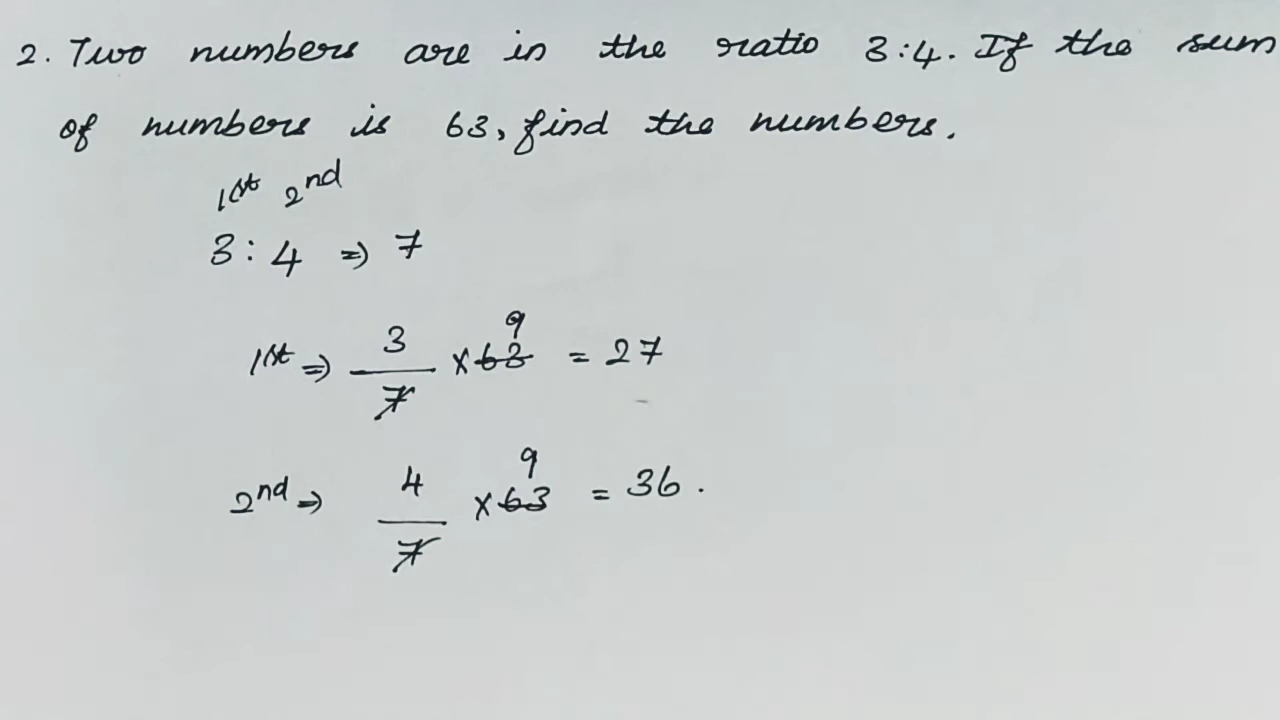 2. Two numbers are in the ratio 3:4. If the sum
of numbers is 63, find the numbers.
1st 2nd
3 : 4 => 7
1st => 3/7 × 63 9 = 27
2nd => 4/7 × 63 9 = 36.